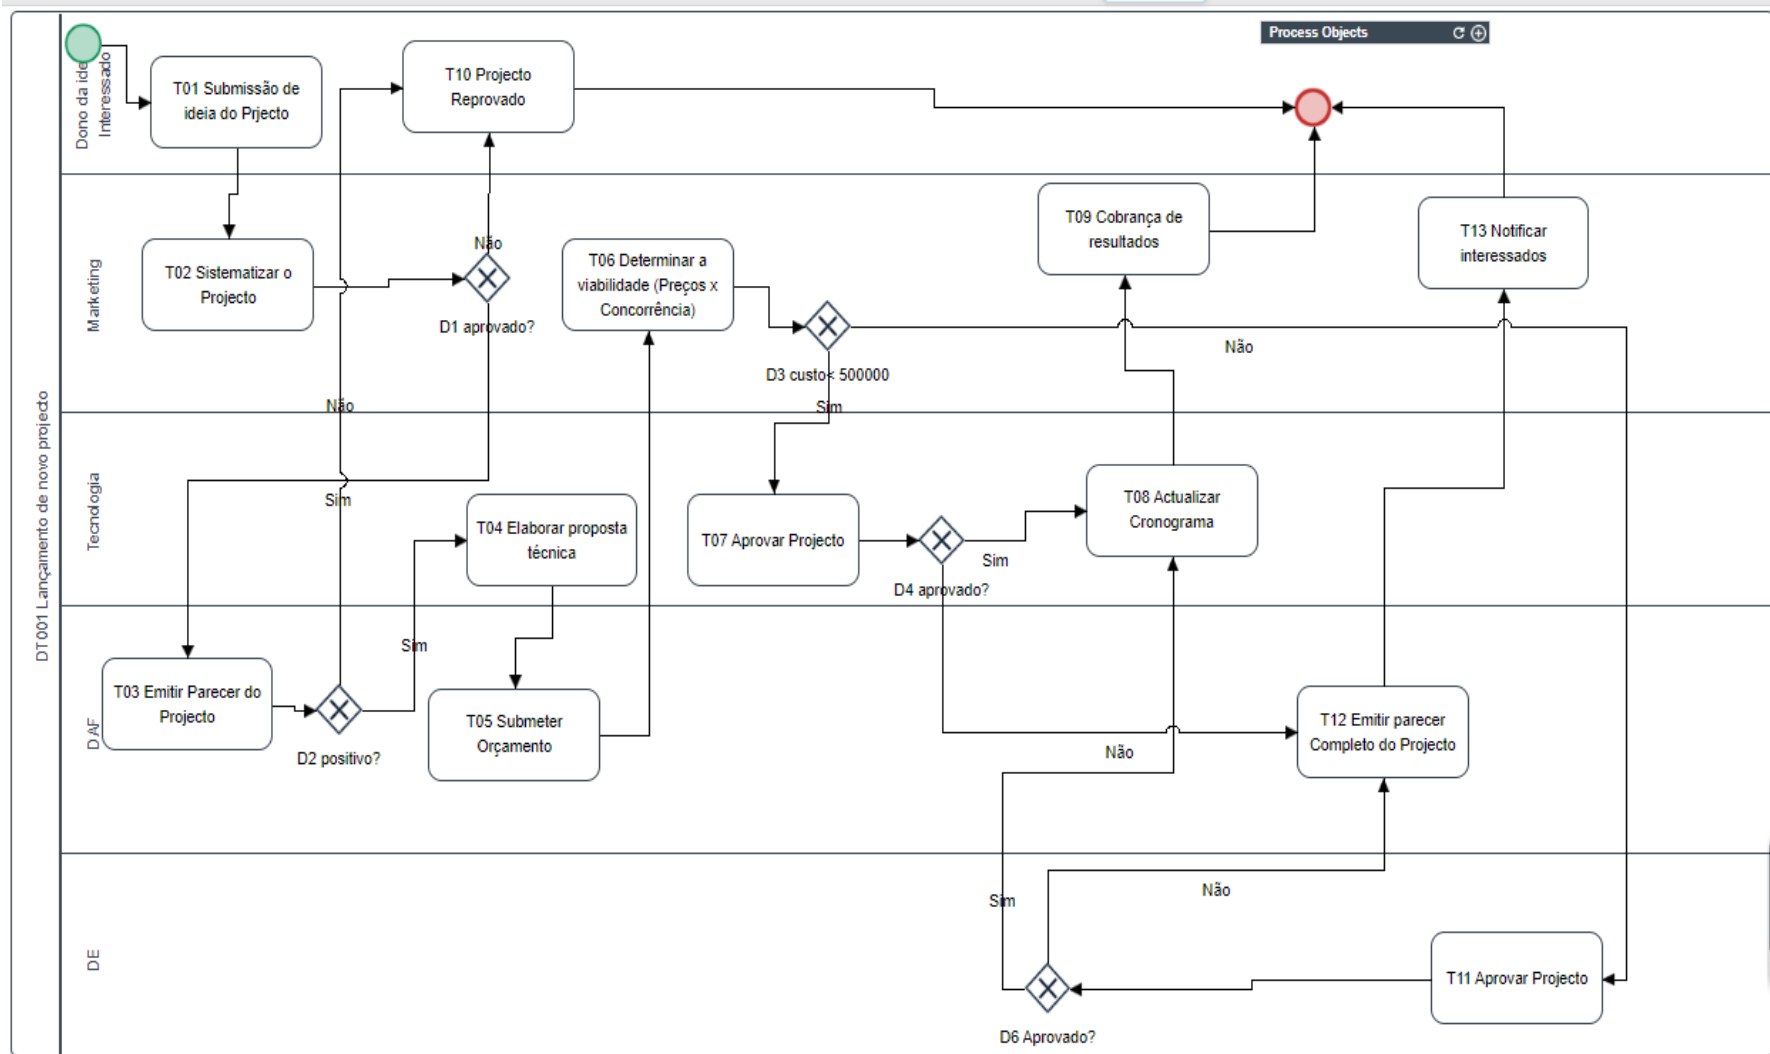 Process Objects
DT001 Lançamento de novo projecto
Dono da ide
Interessado
T01 Submissão de
ideia do Prjecto
T10 Projecto
Reprovado
Marketing
T02 Sistematizar o
Projecto
Não
D1 aprovado?
T06 Determinar a
viabilidade (Preços x
Concorrência)
D3 custo< 500000
Sim
Não
T09 Cobrança de
resultados
T13 Notificar
interessados
Não
Tecnologia
Sim
T04 Elaborar proposta
técnica
T07 Aprovar Projecto
D4 aprovado?
Sim
T08 Actualizar
Cronograma
DAF
T03 Emitir Parecer do
Projecto
D2 positivo?
Sim
T05 Submeter
Orçamento
Não
T12 Emitir parecer
Completo do Projecto
DE
Sim
Não
D6 Aprovado?
T11 Aprovar Projecto